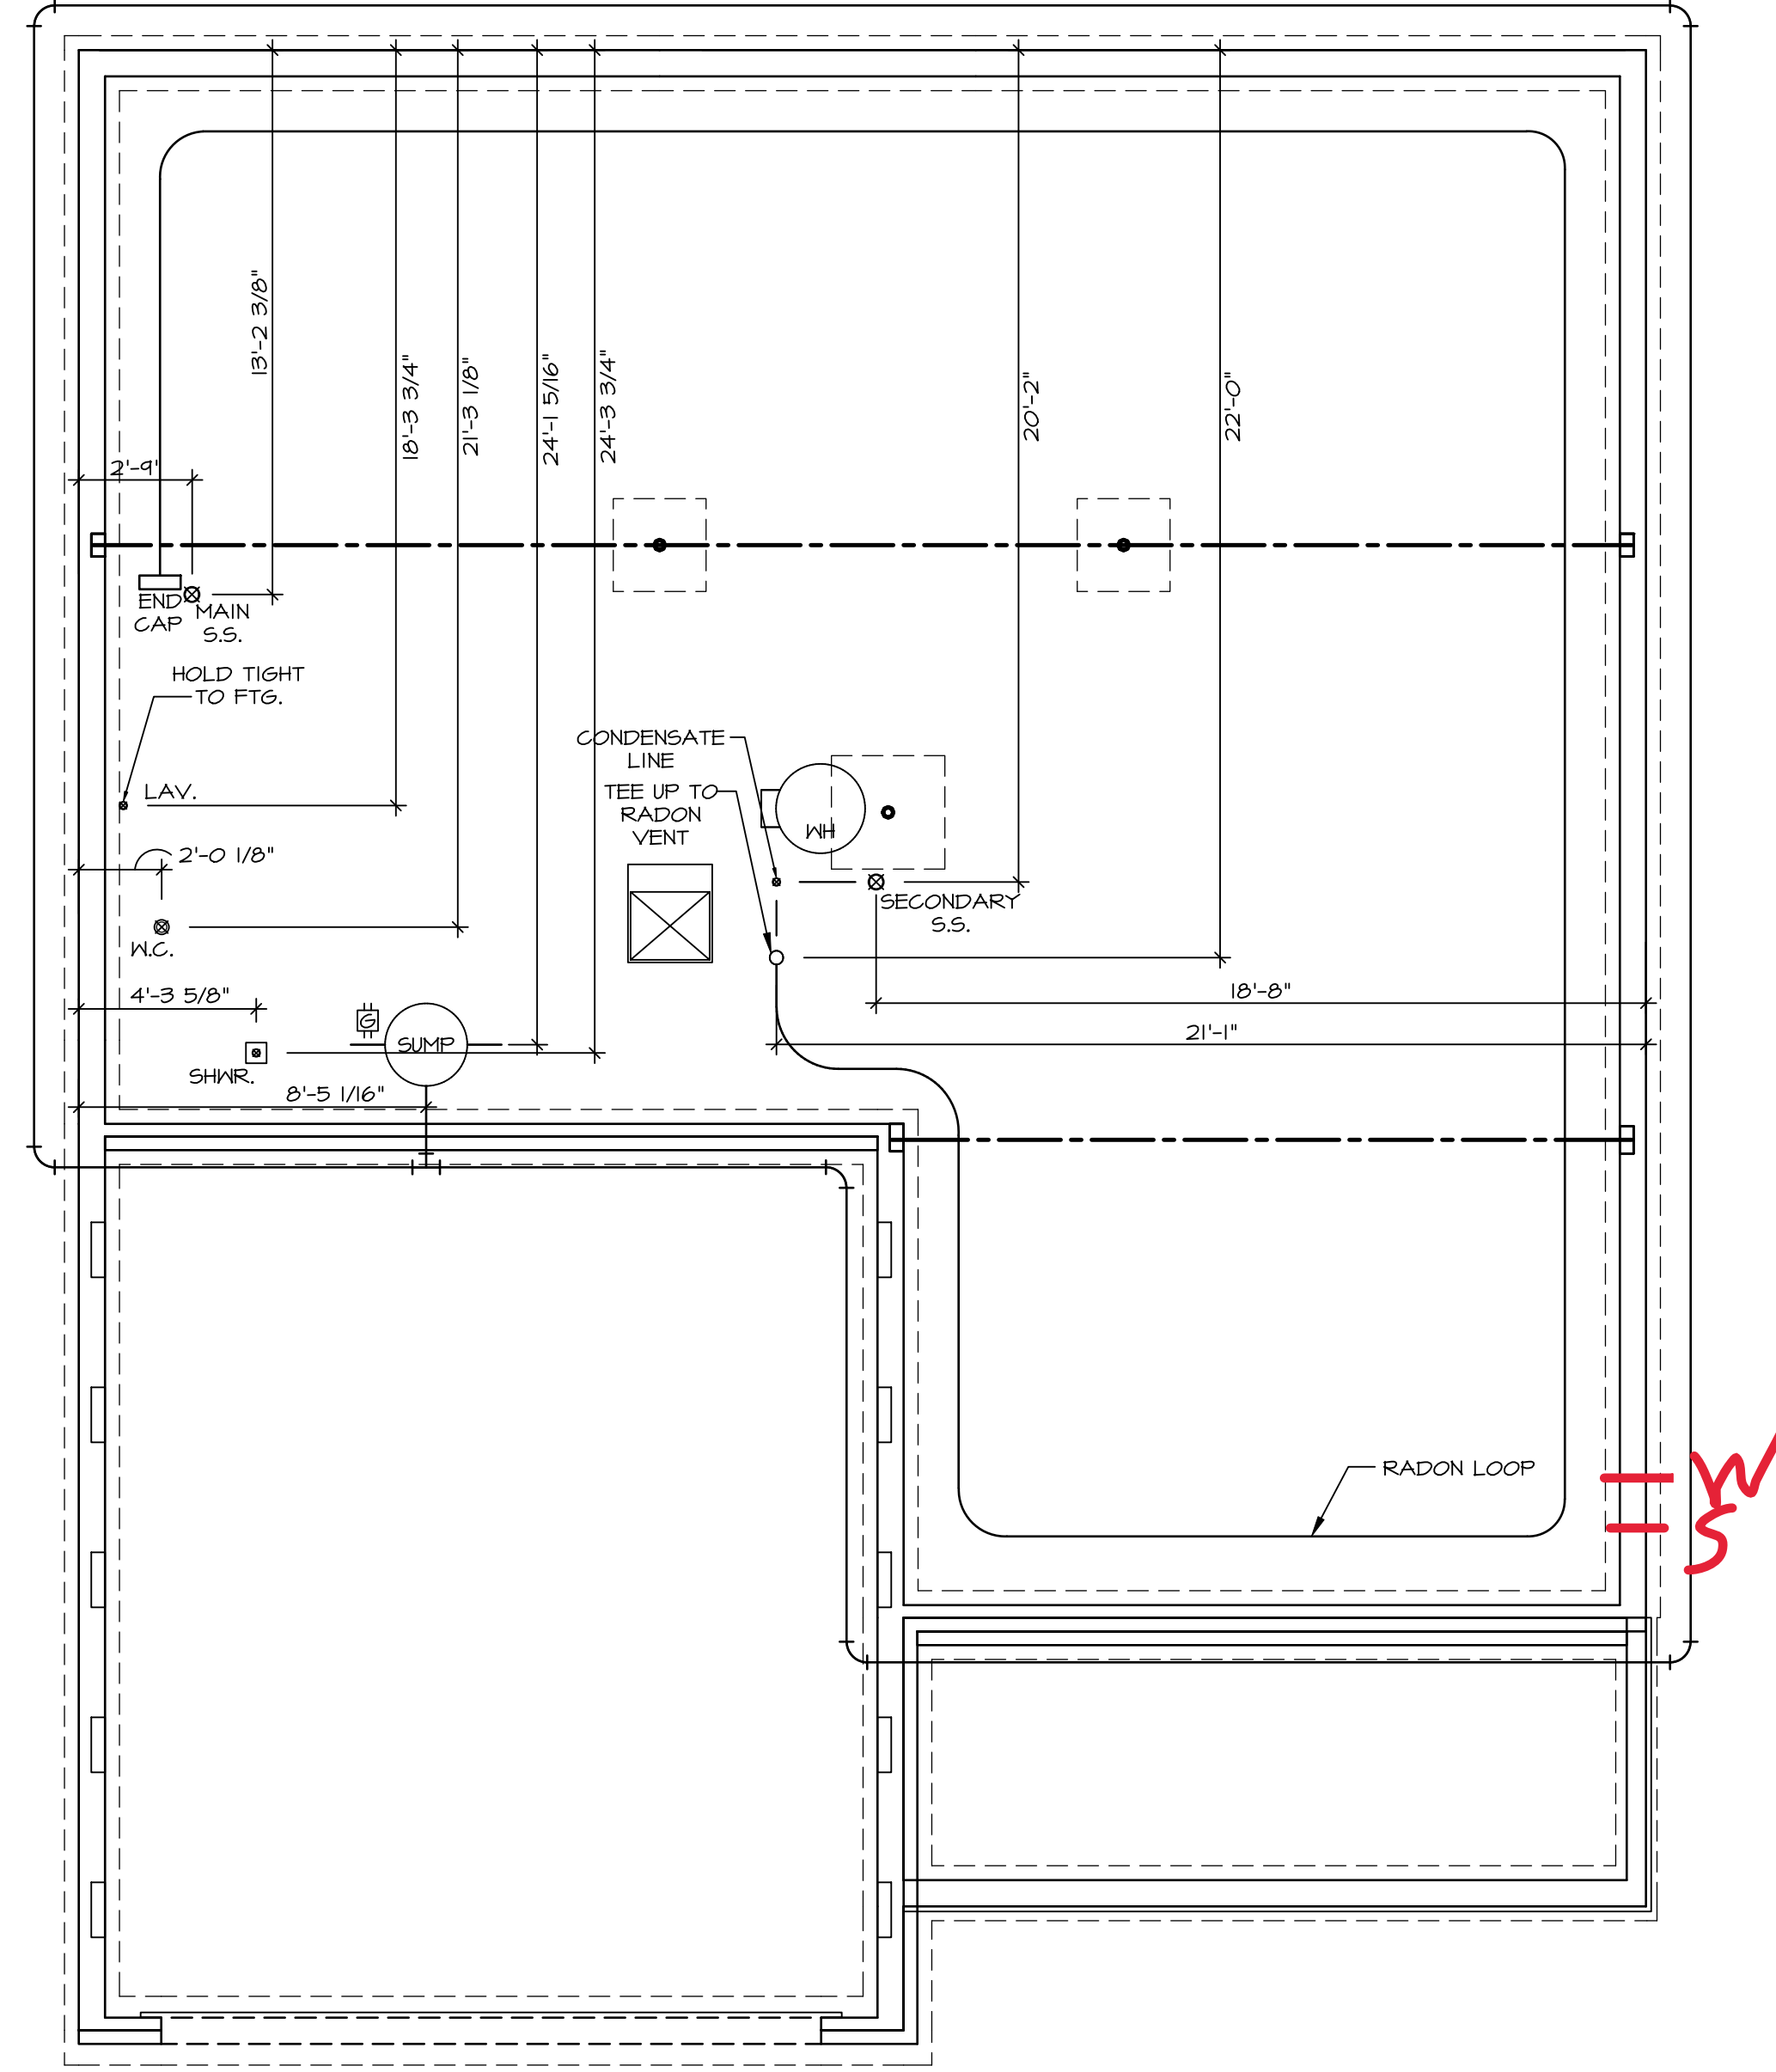 13'-2 3/8"
18'-3 3/4"
21'-3 1/8"
24'-1 5/16"
24'-3 3/4"
20'-2"
22'-0"
2'-9"
END
CAP
MAIN
S.S.
HOLD TIGHT
TO FTG.
CONDENSATE
LINE
TEE UP TO
RADON
VENT
LAV.
WH
2'-0 1/8"
SECONDARY
S.S.
W.C.
4'-3 5/8"
18'-8"
G
SUMP
21'-1"
SHWR.
8'-5 1/16"
RADON LOOP
W
S